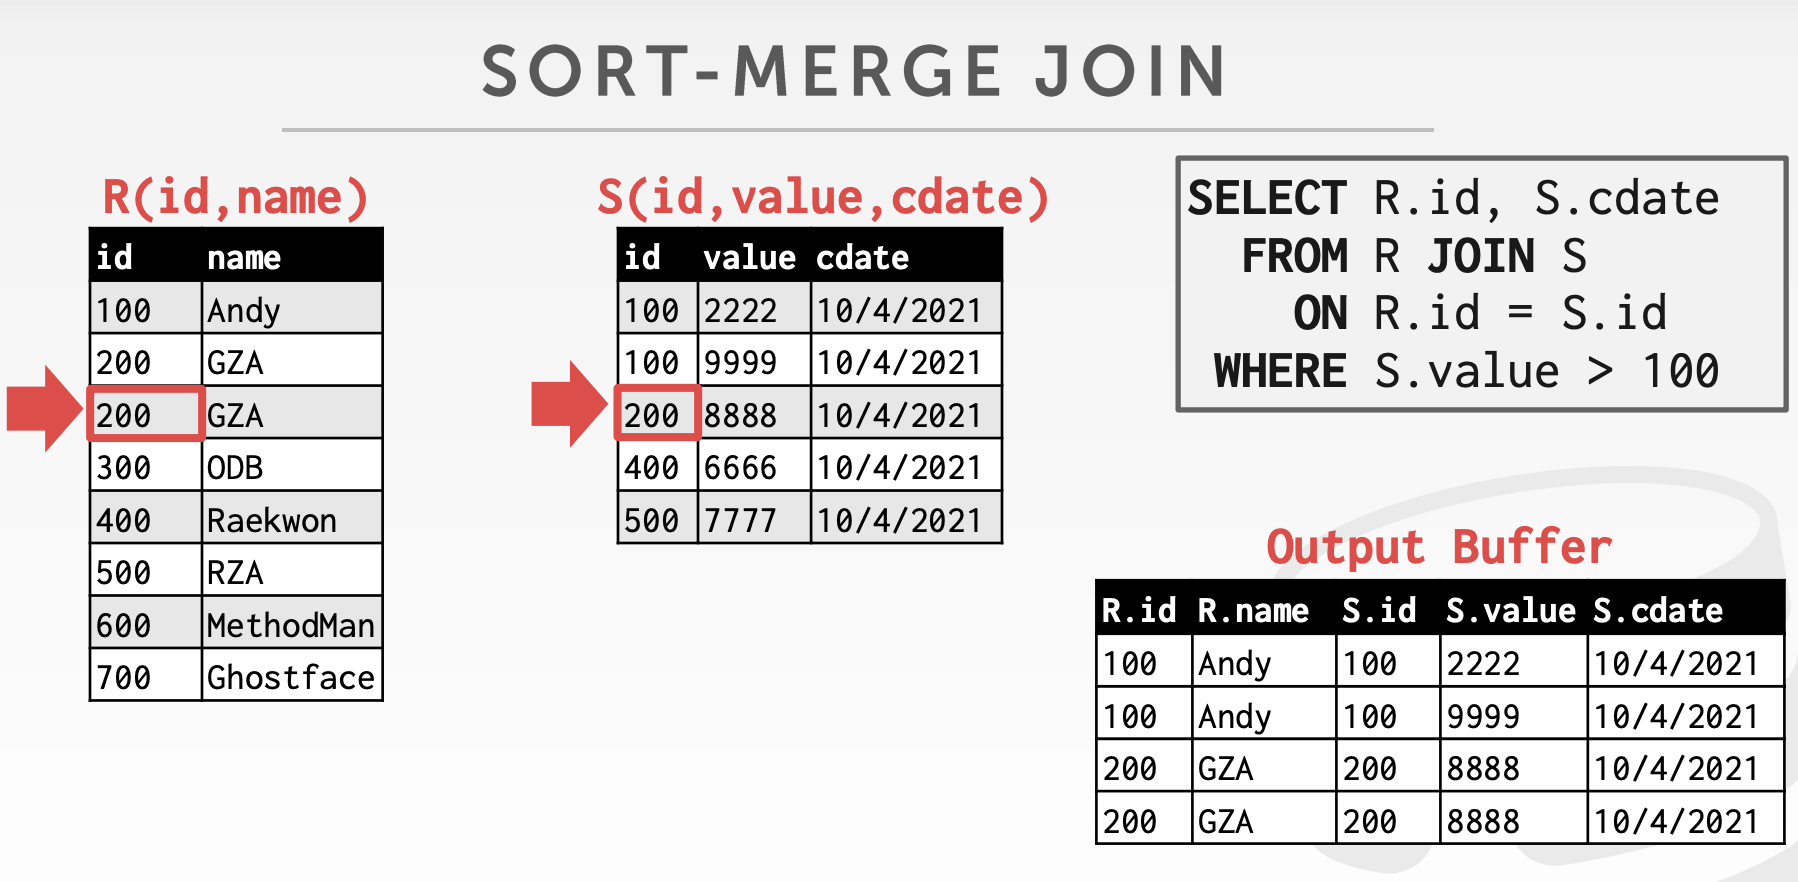 SORT-MERGE JOIN
R(id,name)
id name
100 Andy
200 GZA
200 GZA
300 ODB
400 Raekwon
500 RZA
600 MethodMan
700 Ghostface
S(id,value,cdate)
id value cdate
100 2222 10/4/2021
100 9999 10/4/2021
200 8888 10/4/2021
400 6666 10/4/2021
500 7777 10/4/2021
SELECT R.id, S.cdate
FROM R JOIN S
ON R.id = S.id
WHERE S.value > 100
Output Buffer
R.id R.name S.id S.value S.cdate
100 Andy 100 2222 10/4/2021
100 Andy 100 9999 10/4/2021
200 GZA 200 8888 10/4/2021
200 GZA 200 8888 10/4/2021